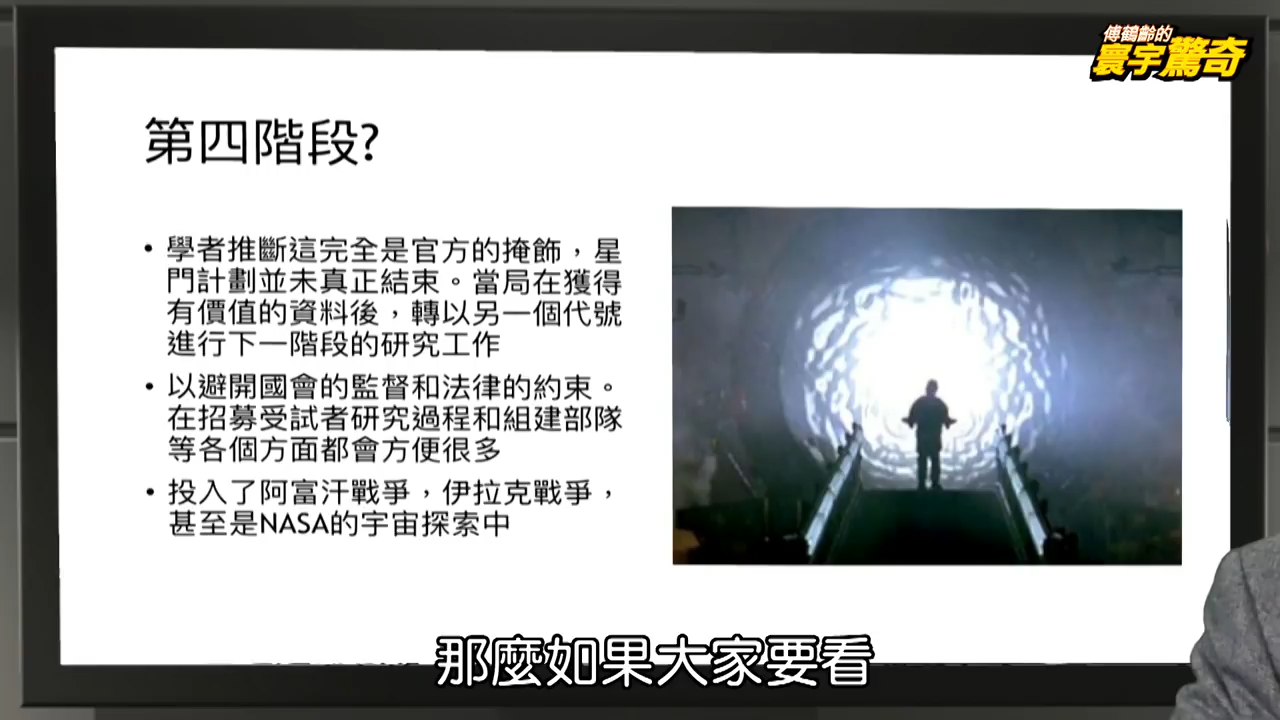 傅鶴齡的
寰宇驚奇
第四階段?
• 學者推斷這完全是官方的掩飾，星
門計劃並未真正結束。當局在獲得
有價值的資料後，轉以另一個代號
進行下一階段的研究工作
• 以避開國會的監督和法律的約束。
在招募受試者研究過程和組建部隊
等各個方面都會方便很多
• 投入了阿富汗戰爭，伊拉克戰爭，
甚至是NASA的宇宙探索中
那麼如果大家要看